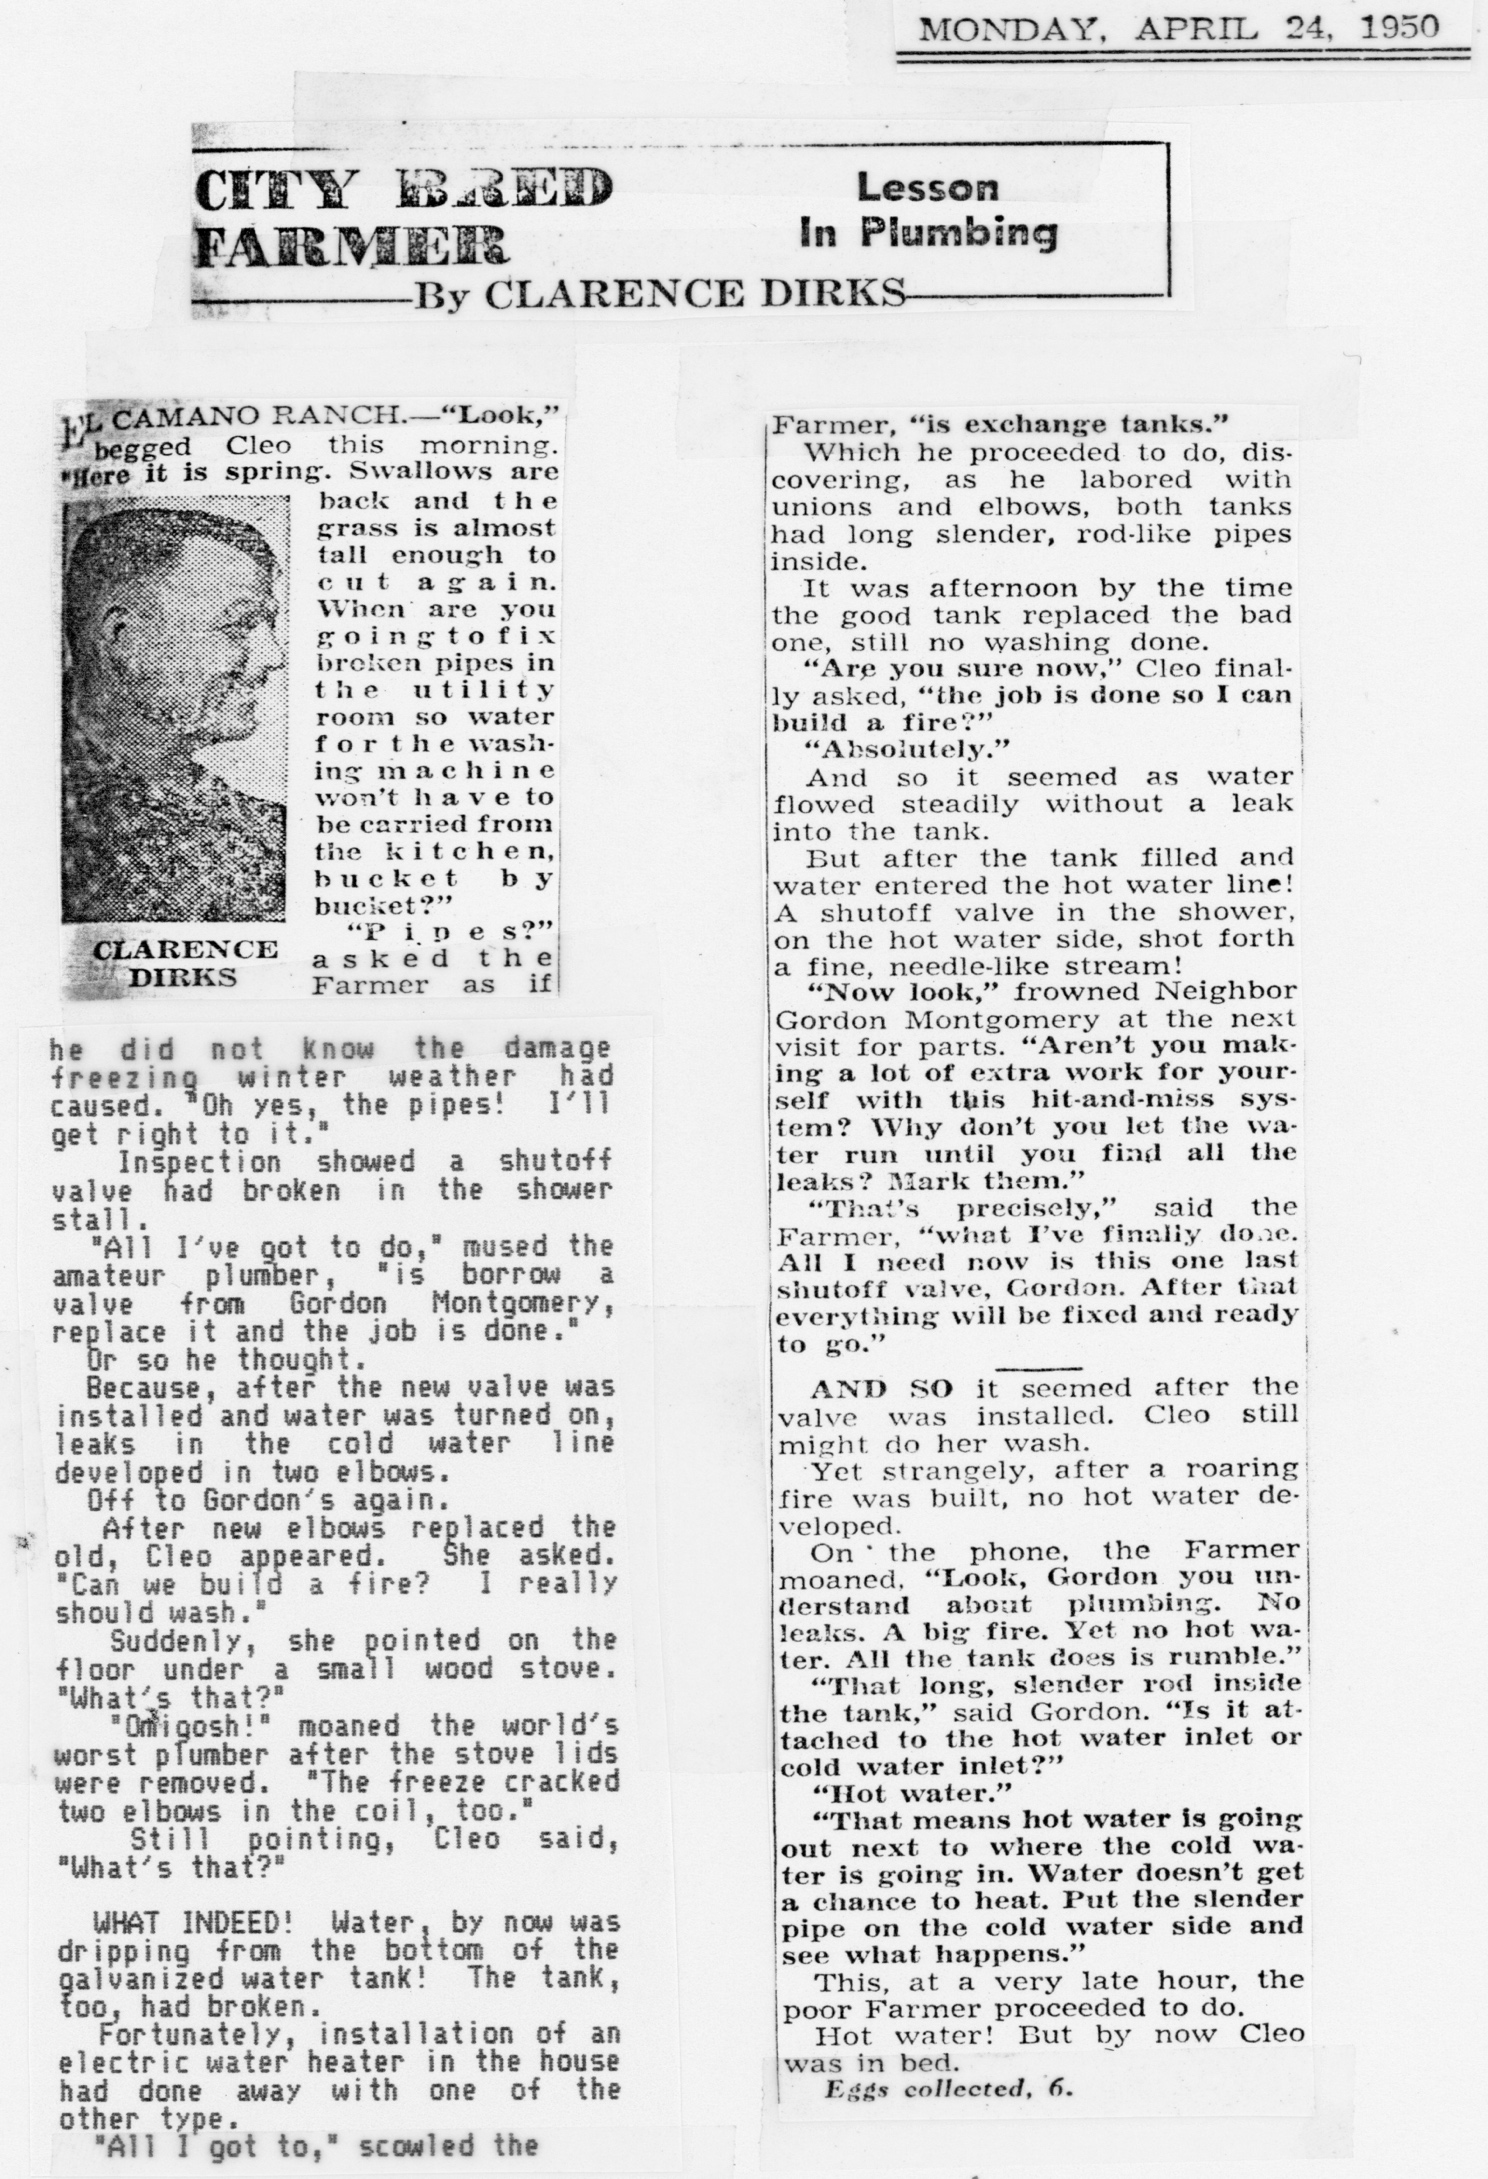 MONDAY, APRIL 24, 1950
CITY BRED
FARMER
Lesson
In Plumbing
By CLARENCE DIRKS
EL CAMANO RANCH.—“Look,”
begged Cleo this morning.
"Here it is spring. Swallows are
back and the
grass is almost
tall enough to
cut again.
When are you
going to fix
broken pipes in
the utility
room so water
for the wash-
ing machine
won't have to
be carried from
the kitchen,
bucket by
bucket?”
“Pipes?”
asked the
Farmer as if
CLARENCE
DIRKS
he did not know the damage
freezing winter weather had
caused. "Oh yes, the pipes! I'll
get right to it."
Inspection showed a shutoff
valve had broken in the shower
stall.
"All I've got to do," mused the
amateur plumber, "is borrow a
valve from Gordon Montgomery,
replace it and the job is done."
Or so he thought.
Because, after the new valve was
installed and water was turned on,
leaks in the cold water line
developed in two elbows.
Off to Gordon's again.
After new elbows replaced the
old, Cleo appeared. She asked.
"Can we build a fire? I really
should wash."
Suddenly, she pointed on the
floor under a small wood stove.
"What's that?"
"Omigosh!" moaned the world's
worst plumber after the stove lids
were removed. "The freeze cracked
two elbows in the coil, too."
Still pointing, Cleo said,
"What's that?"
WHAT INDEED! Water, by now was
dripping from the bottom of the
galvanized water tank! The tank,
too, had broken.
Fortunately, installation of an
electric water heater in the house
had done away with one of the
other type.
"All I got to," scowled the
Farmer, “is exchange tanks.”
Which he proceeded to do, dis-
covering, as he labored with
unions and elbows, both tanks
had long slender, rod-like pipes
inside.
It was afternoon by the time
the good tank replaced the bad
one, still no washing done.
“Are you sure now,” Cleo final-
ly asked, “the job is done so I can
build a fire?”
“Absolutely.”
And so it seemed as water
flowed steadily without a leak
into the tank.
But after the tank filled and
water entered the hot water line!
A shutoff valve in the shower,
on the hot water side, shot forth
a fine, needle-like stream!
“Now look,” frowned Neighbor
Gordon Montgomery at the next
visit for parts. “Aren't you mak-
ing a lot of extra work for your-
self with this hit-and-miss sys-
tem? Why don't you let the wa-
ter run until you find all the
leaks? Mark them.”
“That's precisely,” said the
Farmer, “what I've finally done.
All I need now is this one last
shutoff valve, Gordon. After that
everything will be fixed and ready
to go.”
AND SO it seemed after the
valve was installed. Cleo still
might do her wash.
Yet strangely, after a roaring
fire was built, no hot water de-
veloped.
On the phone, the Farmer
moaned, “Look, Gordon you un-
derstand about plumbing. No
leaks. A big fire. Yet no hot wa-
ter. All the tank does is rumble.”
“That long, slender rod inside
the tank,” said Gordon. “Is it at-
tached to the hot water inlet or
cold water inlet?”
“Hot water.”
“That means hot water is going
out next to where the cold wa-
ter is going in. Water doesn't get
a chance to heat. Put the slender
pipe on the cold water side and
see what happens.”
This, at a very late hour, the
poor Farmer proceeded to do.
Hot water! But by now Cleo
was in bed.
Eggs collected, 6.